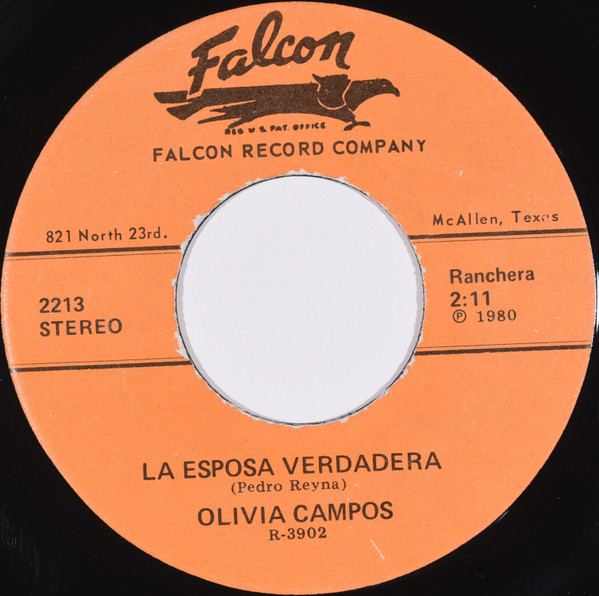 Falcon
REG U S PAT. OFFICE
FALCON RECORD COMPANY
821 North 23rd.
McAllen, Texas
2213
STEREO
Ranchera
2:11
℗ 1980
LA ESPOSA VERDADERA
(Pedro Reyna)
OLIVIA CAMPOS
R-3902